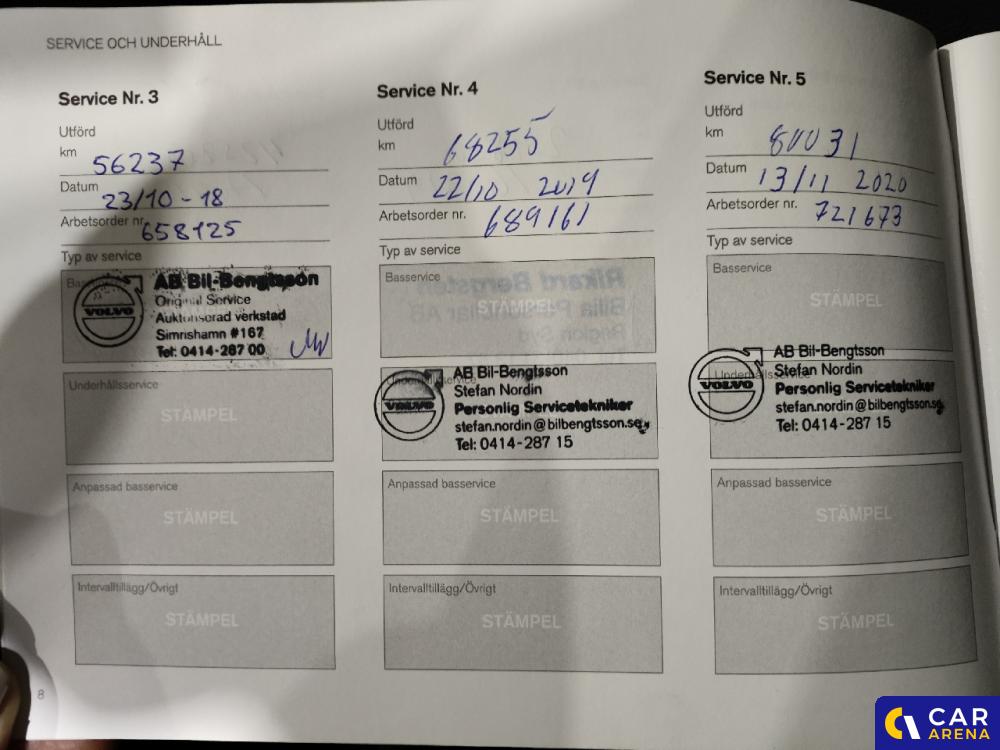 SERVICE OCH UNDERHÅLL
Service Nr. 3
Utförd
km 56237
Datum 23/10 - 18
Arbetsorder nr. 658125
Typ av service
AB Bil-Bengtsson
Original Service
Auktoriserad verkstad
Simrishamn #167
Tel: 0414-287 00
VOLVO
Underhållsservice
STÄMPEL
Anpassad basservice
STÄMPEL
Intervalltillägg/Övrigt
STÄMPEL
Service Nr. 4
Utförd
km 68255
Datum 22/10 2019
Arbetsorder nr. 689161
Typ av service
Basservice
STÄMPEL
Underhållsservice
AB Bil-Bengtsson
Stefan Nordin
Personlig Servicetekniker
stefan.nordin@bilbengtsson.se
Tel: 0414-287 15
VOLVO
Anpassad basservice
STÄMPEL
Intervalltillägg/Övrigt
STÄMPEL
Service Nr. 5
Utförd
km 80031
Datum 13/11 2020
Arbetsorder nr. 721673
Typ av service
Basservice
STÄMPEL
Underhållsservice
AB Bil-Bengtsson
Stefan Nordin
Personlig Servicetekniker
stefan.nordin@bilbengtsson.se
Tel: 0414-287 15
VOLVO
Anpassad basservice
STÄMPEL
Intervalltillägg/Övrigt
STÄMPEL
8
CAR
ARENA